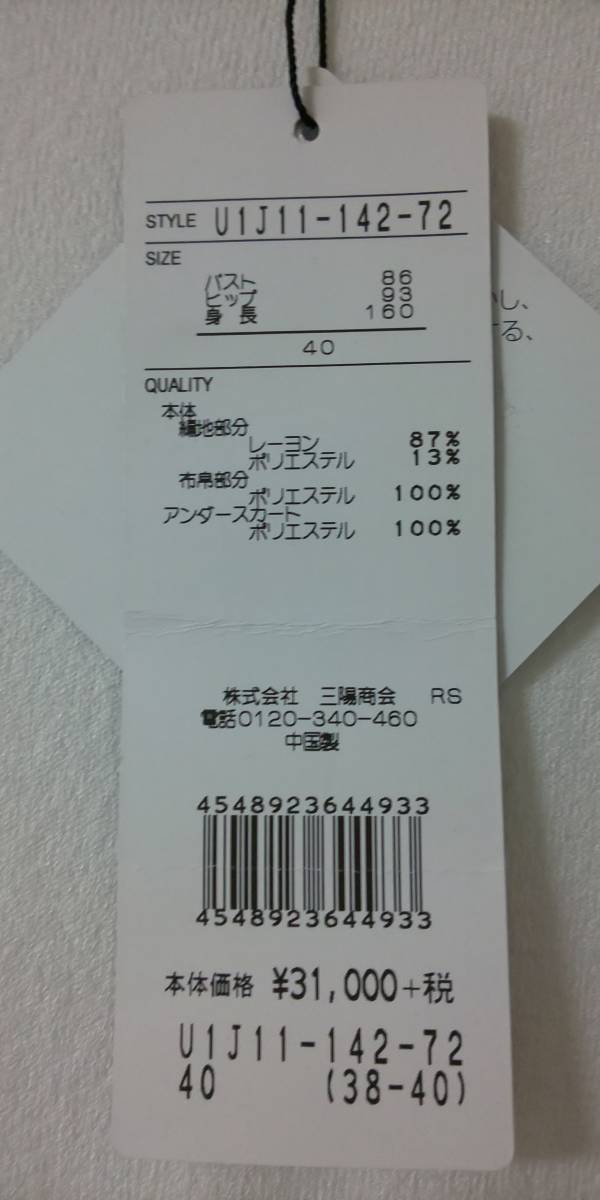 STYLE U1J11-142-72
SIZE
バスト 86
ヒップ 93
身 長 160
40
QUALITY
本体
編地部分
レーヨン 87%
ポリエステル 13%
布帛部分
ポリエステル 100%
アンダースカート
ポリエステル 100%
株式会社 三陽商会 RS
電話0120-340-460
中国製
4548923644933
4548923644933
本体価格 ¥31,000+税
U1J11-142-72
40 (38-40)
し、
する、